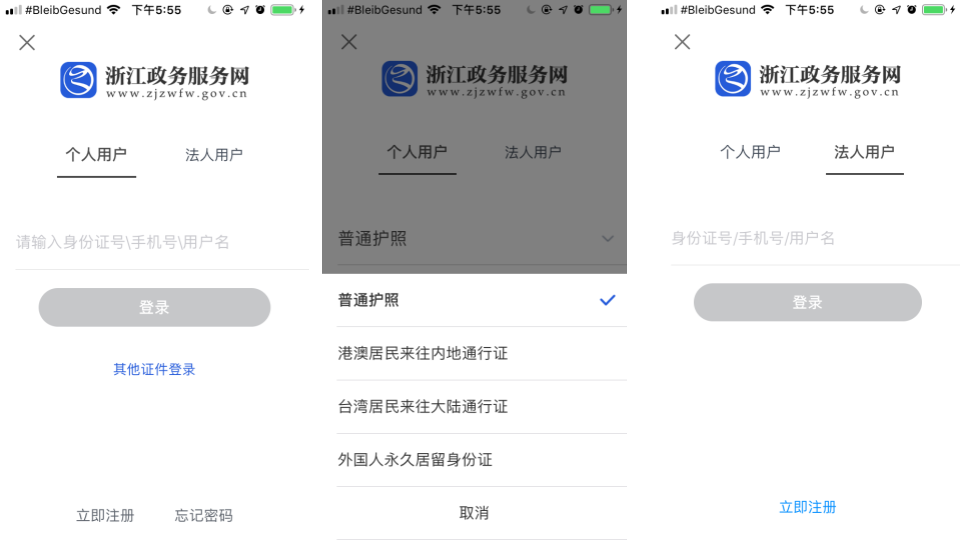 #BleibGesund 下午5:55
浙江政务服务网
www.zjzwfw.gov.cn
个人用户 法人用户
请输入身份证号\手机号\用户名
登录
其他证件登录
立即注册 忘记密码
#BleibGesund 下午5:55
浙江政务服务网
www.zjzwfw.gov.cn
个人用户 法人用户
普通护照
普通护照
港澳居民来往内地通行证
台湾居民来往大陆通行证
外国人永久居留身份证
取消
#BleibGesund 下午5:55
浙江政务服务网
www.zjzwfw.gov.cn
个人用户 法人用户
身份证号/手机号/用户名
登录
立即注册